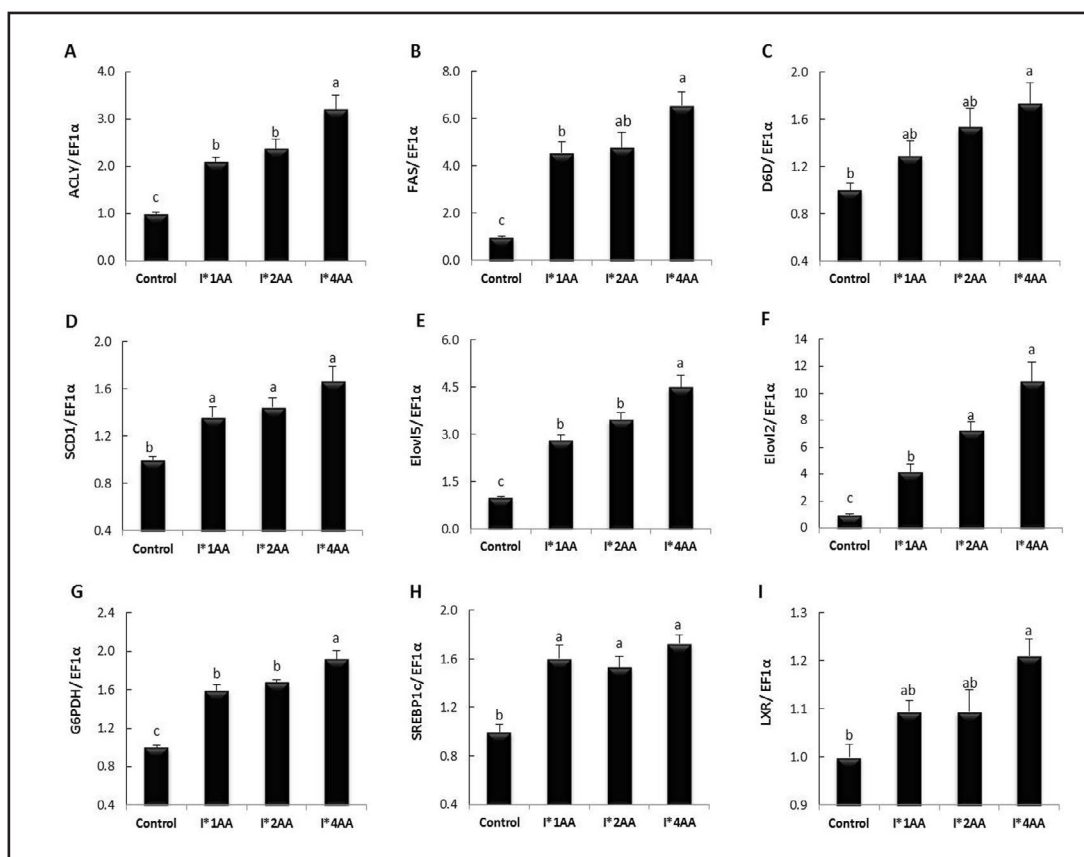 A
ACLY/ EF1α
4.0
3.0
2.0
1.0
0.0
c
b
b
a
Control I*1AA I*2AA I*4AA
B
FAS/ EF1α
8.0
6.0
4.0
2.0
0.0
c
b
ab
a
Control I*1AA I*2AA I*4AA
C
D6D/ EF1α
2.0
1.6
1.2
0.8
0.4
b
ab
ab
a
Control I*1AA I*2AA I*4AA
D
SCD1/ EF1α
2.0
1.6
1.2
0.8
0.4
b
a
a
a
Control I*1AA I*2AA I*4AA
E
Elovl5/ EF1α
6.0
4.5
3.0
1.5
0.0
c
b
b
a
Control I*1AA I*2AA I*4AA
F
Elovl2/ EF1α
14
12
10
8
6
4
2
0
c
b
a
a
Control I*1AA I*2AA I*4AA
G
G6PDH/ EF1α
2.4
2.0
1.6
1.2
0.8
0.4
c
b
b
a
Control I*1AA I*2AA I*4AA
H
SREBP1c/ EF1α
2.0
1.6
1.2
0.8
0.4
b
a
a
a
Control I*1AA I*2AA I*4AA
I
LXR/ EF1α
1.3
1.2
1.1
1.0
0.9
b
ab
ab
a
Control I*1AA I*2AA I*4AA